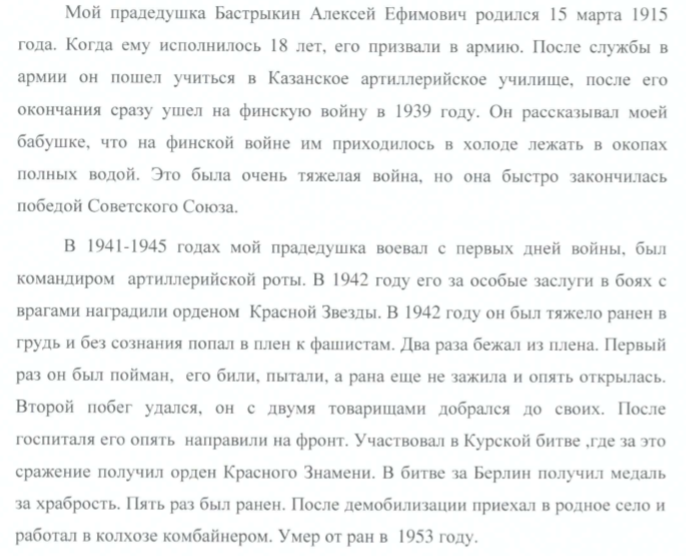 Мой прадедушка Бастрыкин Алексей Ефимович родился 15 марта 1915
года. Когда ему исполнилось 18 лет, его призвали в армию. После службы в
армии он пошел учиться в Казанское артиллерийское училище, после его
окончания сразу ушел на финскую войну в 1939 году. Он рассказывал моей
бабушке, что на финской войне им приходилось в холоде лежать в окопах
полных водой. Это была очень тяжелая война, но она быстро закончилась
победой Советского Союза.
В 1941-1945 годах мой прадедушка воевал с первых дней войны, был
командиром артиллерийской роты. В 1942 году его за особые заслуги в боях с
врагами наградили орденом Красной Звезды. В 1942 году он был тяжело ранен в
грудь и без сознания попал в плен к фашистам. Два раза бежал из плена. Первый
раз он был пойман, его били, пытали, а рана еще не зажила и опять открылась.
Второй побег удался, он с двумя товарищами добрался до своих. После
госпиталя его опять направили на фронт. Участвовал в Курской битве ,где за это
сражение получил орден Красного Знамени. В битве за Берлин получил медаль
за храбрость. Пять раз был ранен. После демобилизации приехал в родное село и
работал в колхозе комбайнером. Умер от ран в 1953 году.